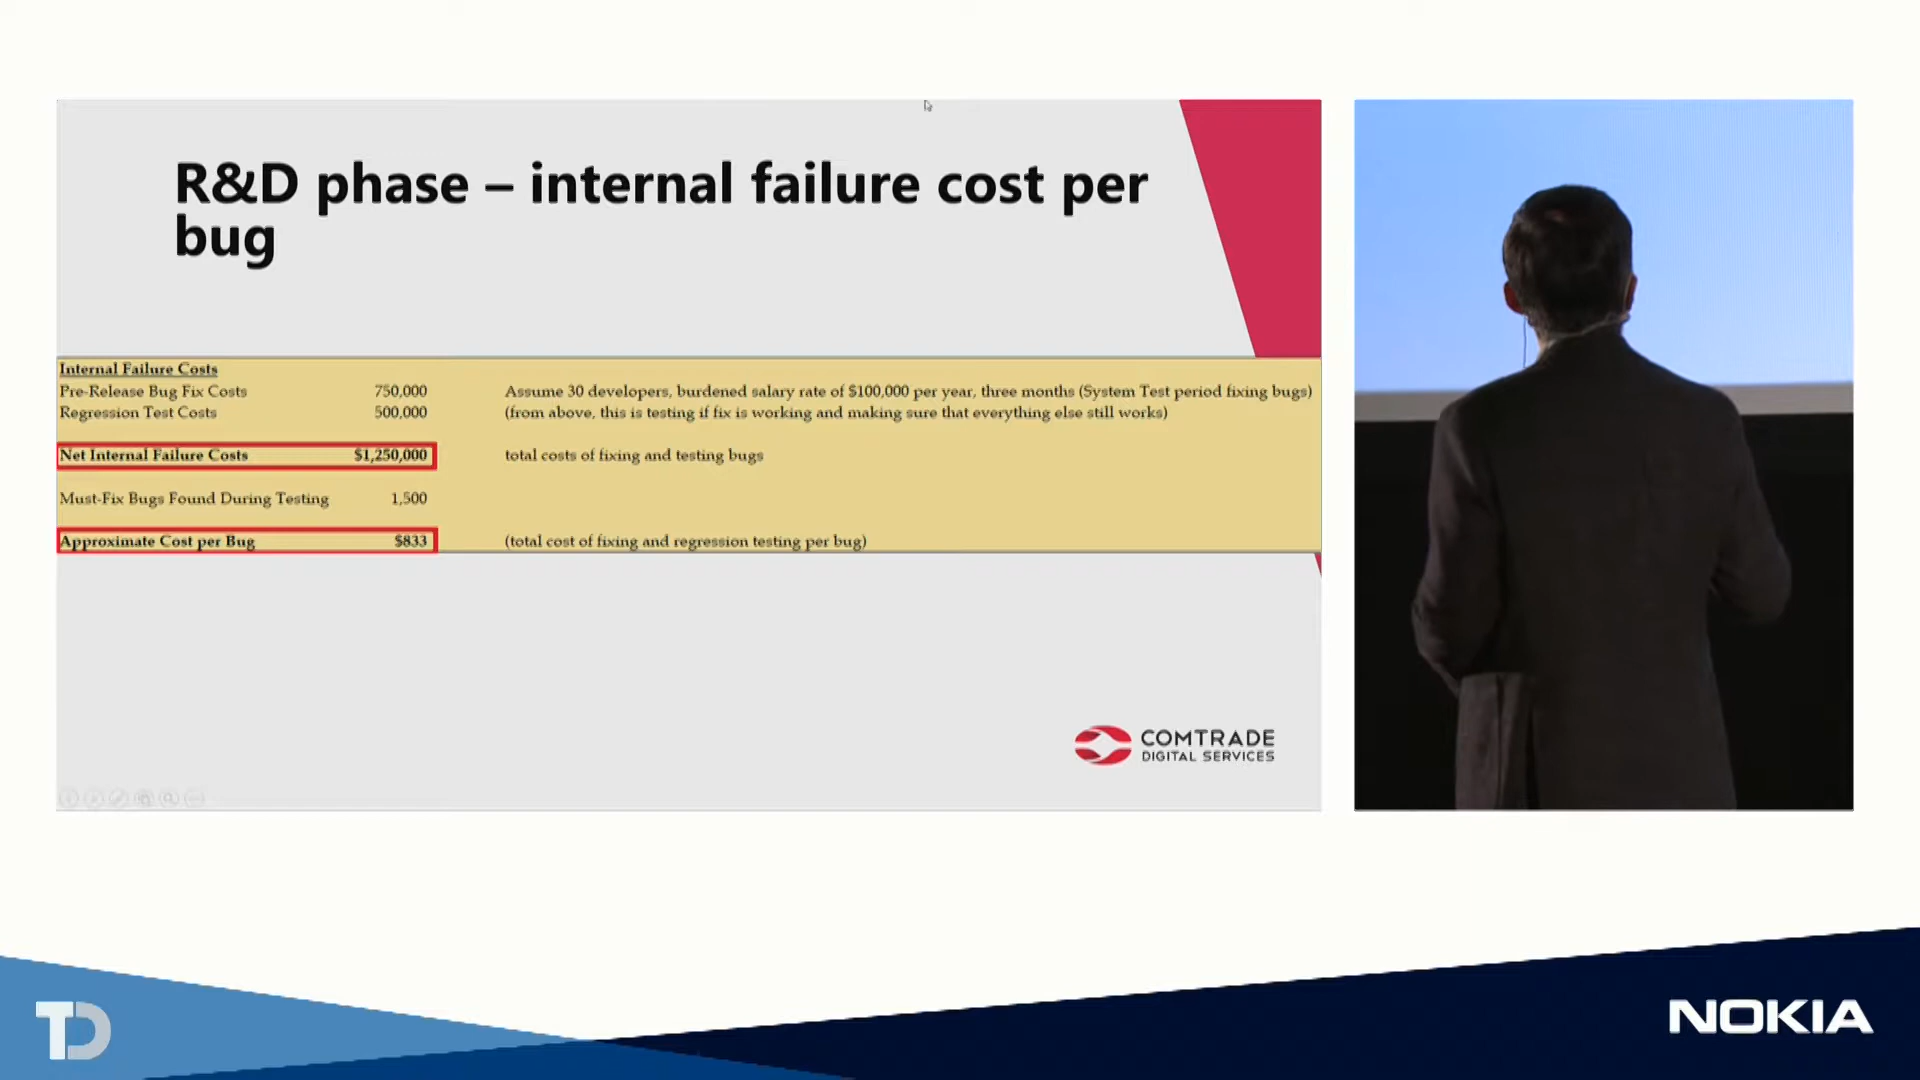 R&D phase – internal failure cost per
bug
Internal Failure Costs
Pre-Release Bug Fix Costs 750,000 Assume 30 developers, burdened salary rate of $100,000 per year, three months (System Test period fixing bugs)
Regression Test Costs 500,000 (from above, this is testing if fix is working and making sure that everything else still works)
Net Internal Failure Costs $1,250,000 total costs of fixing and testing bugs
Must-Fix Bugs Found During Testing 1,500
Approximate Cost per Bug $833 (total cost of fixing and regression testing per bug)
COMTRADE
DIGITAL SERVICES
TD
NOKIA